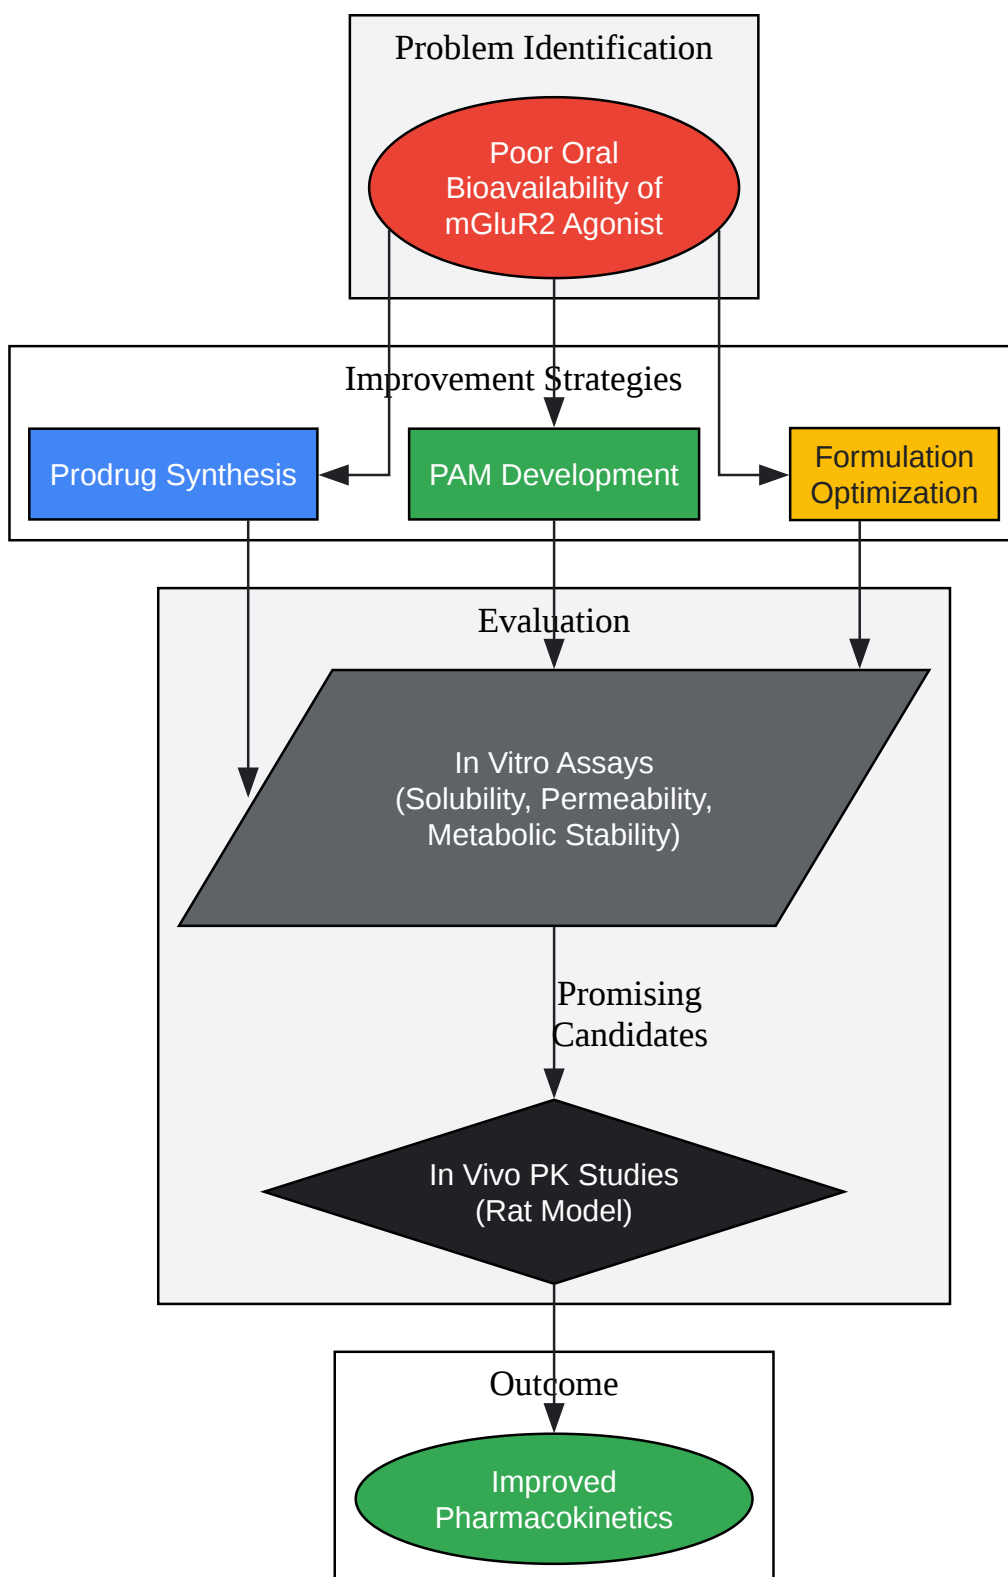 Problem Identification
Poor Oral
Bioavailability of
mGluR2 Agonist
Improvement Strategies
Prodrug Synthesis
PAM Development
Formulation
Optimization
Evaluation
In Vitro Assays
(Solubility, Permeability,
Metabolic Stability)
Promising
Candidates
In Vivo PK Studies
(Rat Model)
Outcome
Improved
Pharmacokinetics